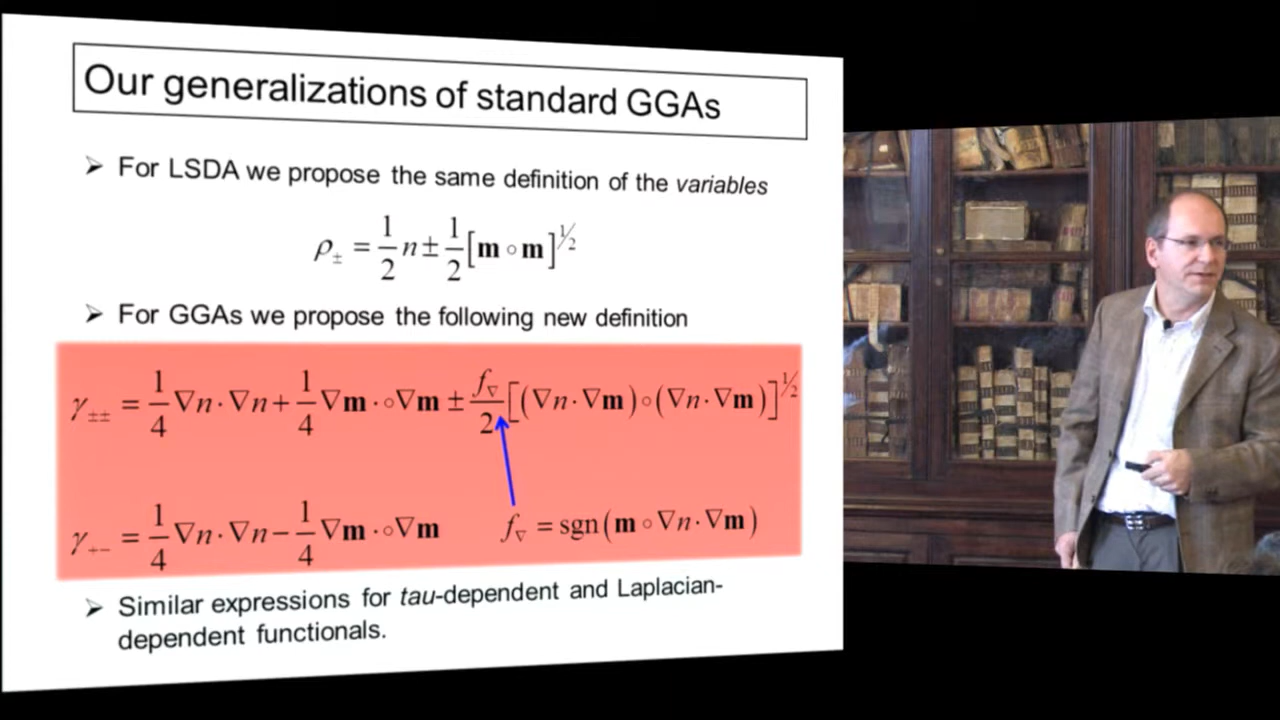 Our generalizations of standard GGAs
➢ For LSDA we propose the same definition of the variables
ρ± = 1/2 n ± 1/2 [m ∘ m]^½
➢ For GGAs we propose the following new definition
γ±± = 1/4 ∇n · ∇n + 1/4 ∇m · ∘ ∇m ± f∇/2 [(∇n · ∇m) ∘ (∇n · ∇m)]^½
γ+− = 1/4 ∇n · ∇n − 1/4 ∇m · ∘ ∇m    f∇ = sgn(m ∘ ∇n · ∇m)
➢ Similar expressions for tau-dependent and Laplacian-
dependent functionals.